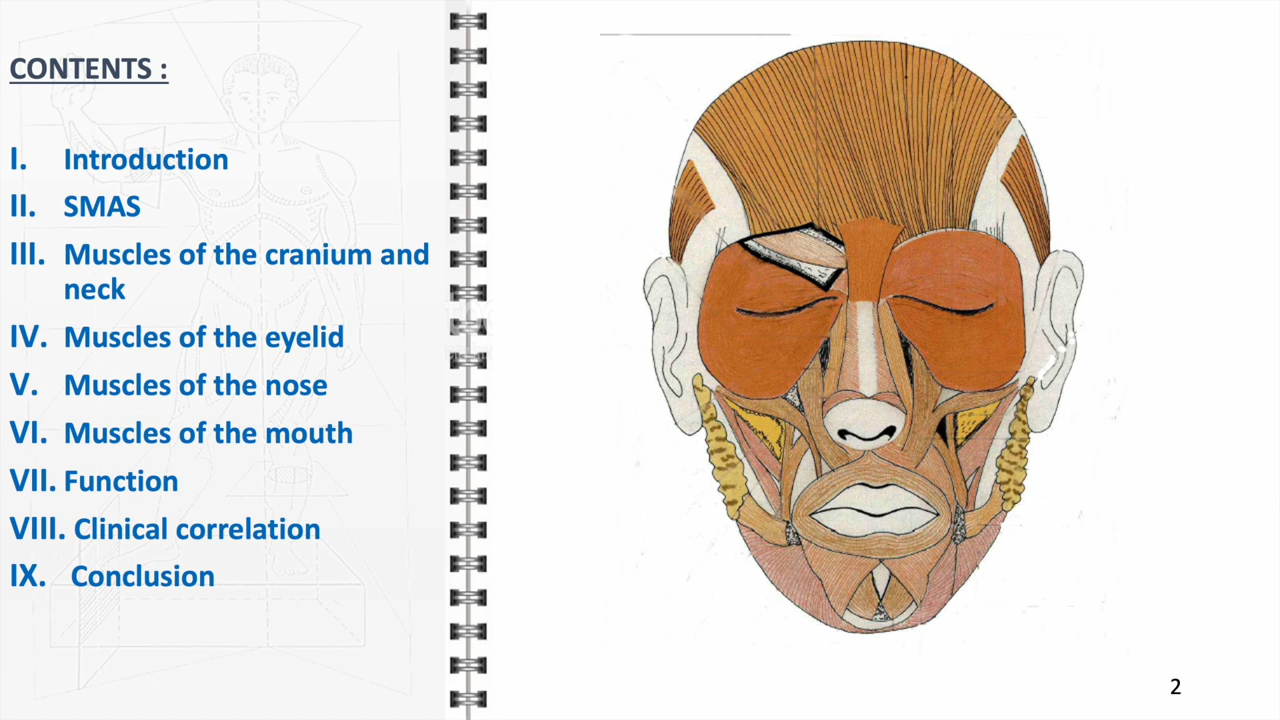 CONTENTS :
I. Introduction
II. SMAS
III. Muscles of the cranium and
neck
IV. Muscles of the eyelid
V. Muscles of the nose
VI. Muscles of the mouth
VII. Function
VIII. Clinical correlation
IX. Conclusion
2